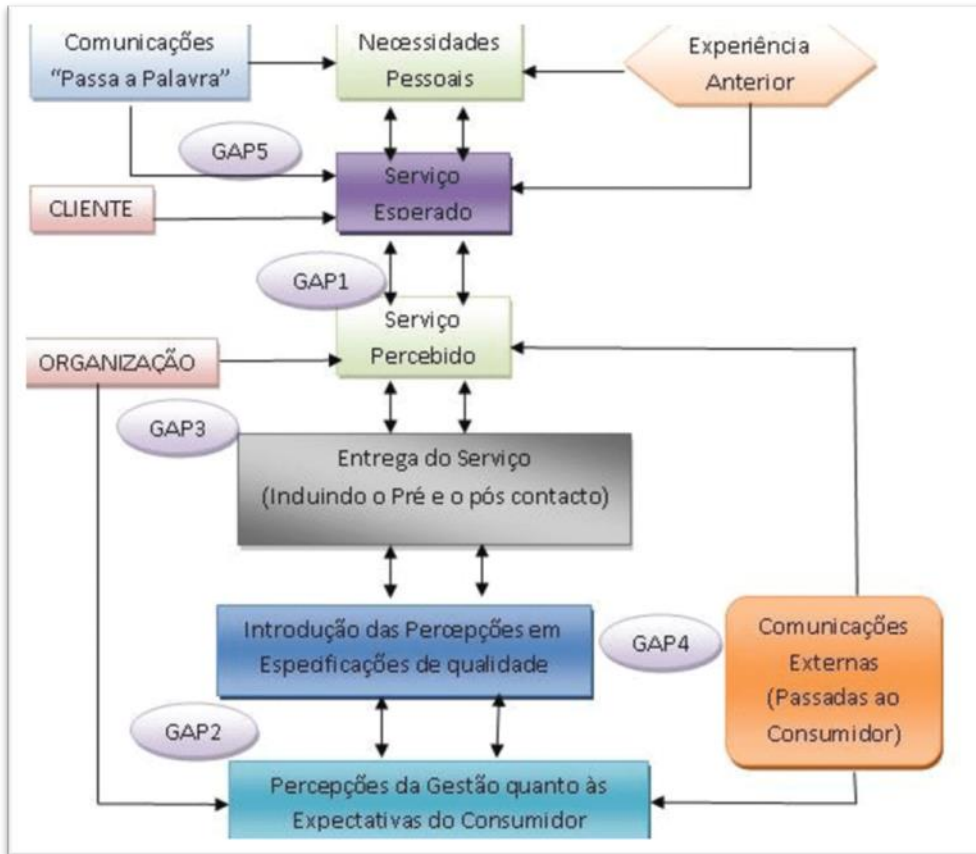 Comunicações
"Passa a Palavra"
Necessidades
Pessoais
Experiência
Anterior
GAP5
Serviço
Esperado
CLIENTE
GAP1
Serviço
Percebido
ORGANIZAÇÃO
GAP3
Entrega do Serviço
(Induindo o Pré e o pós contacto)
Introdução das Percepções em
Especificações de qualidade
GAP4
Comunicações
Externas
(Passadas ao
Consumidor)
GAP2
Percepções da Gestão quanto às
Expectativas do Consumidor